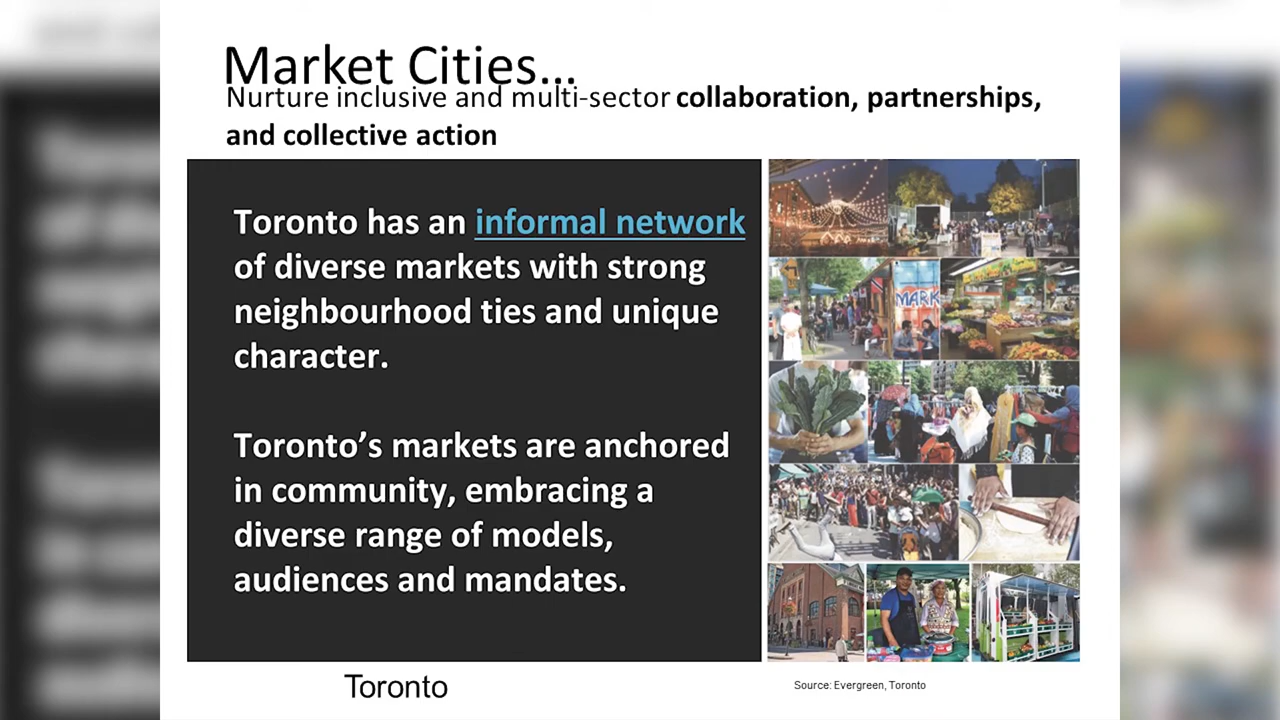 Market Cities...
Nurture inclusive and multi-sector collaboration, partnerships,
and collective action
Toronto has an informal network
of diverse markets with strong
neighbourhood ties and unique
character.
Toronto’s markets are anchored
in community, embracing a
diverse range of models,
audiences and mandates.
MARK
Toronto
Source: Evergreen, Toronto